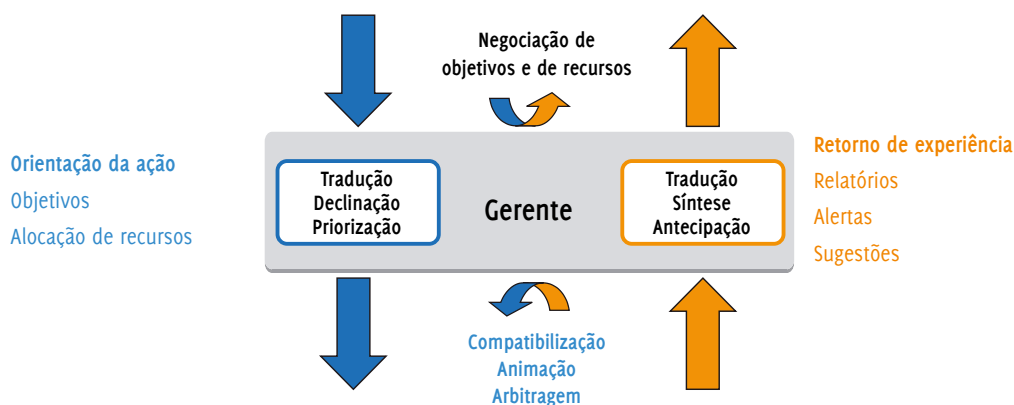 Negociação de
objetivos e de recursos
Orientação da ação
Objetivos
Alocação de recursos
Tradução
Declinação
Priorização
Gerente
Tradução
Síntese
Antecipação
Retorno de experiência
Relatórios
Alertas
Sugestões
Compatibilização
Animação
Arbitragem